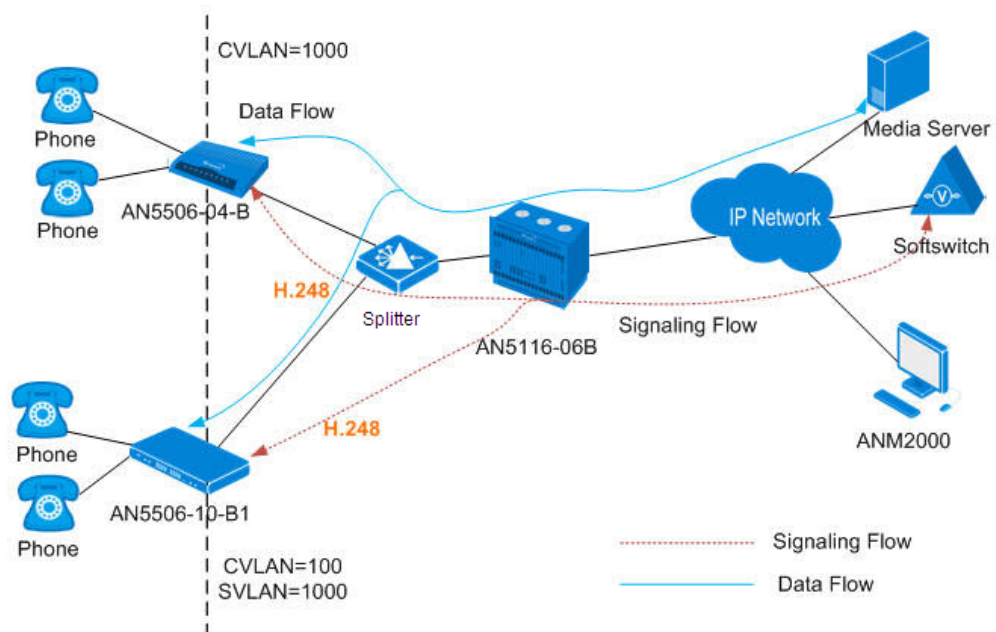 CVLAN=1000
Data Flow
Phone
Media Server
AN5506-04-B
Phone
IP Network
V
Softswitch
H.248
Splitter
Signaling Flow
AN5116-06B
Phone
H.248
ANM2000
AN5506-10-B1
Phone
Signaling Flow
CVLAN=100
SVLAN=1000
Data Flow